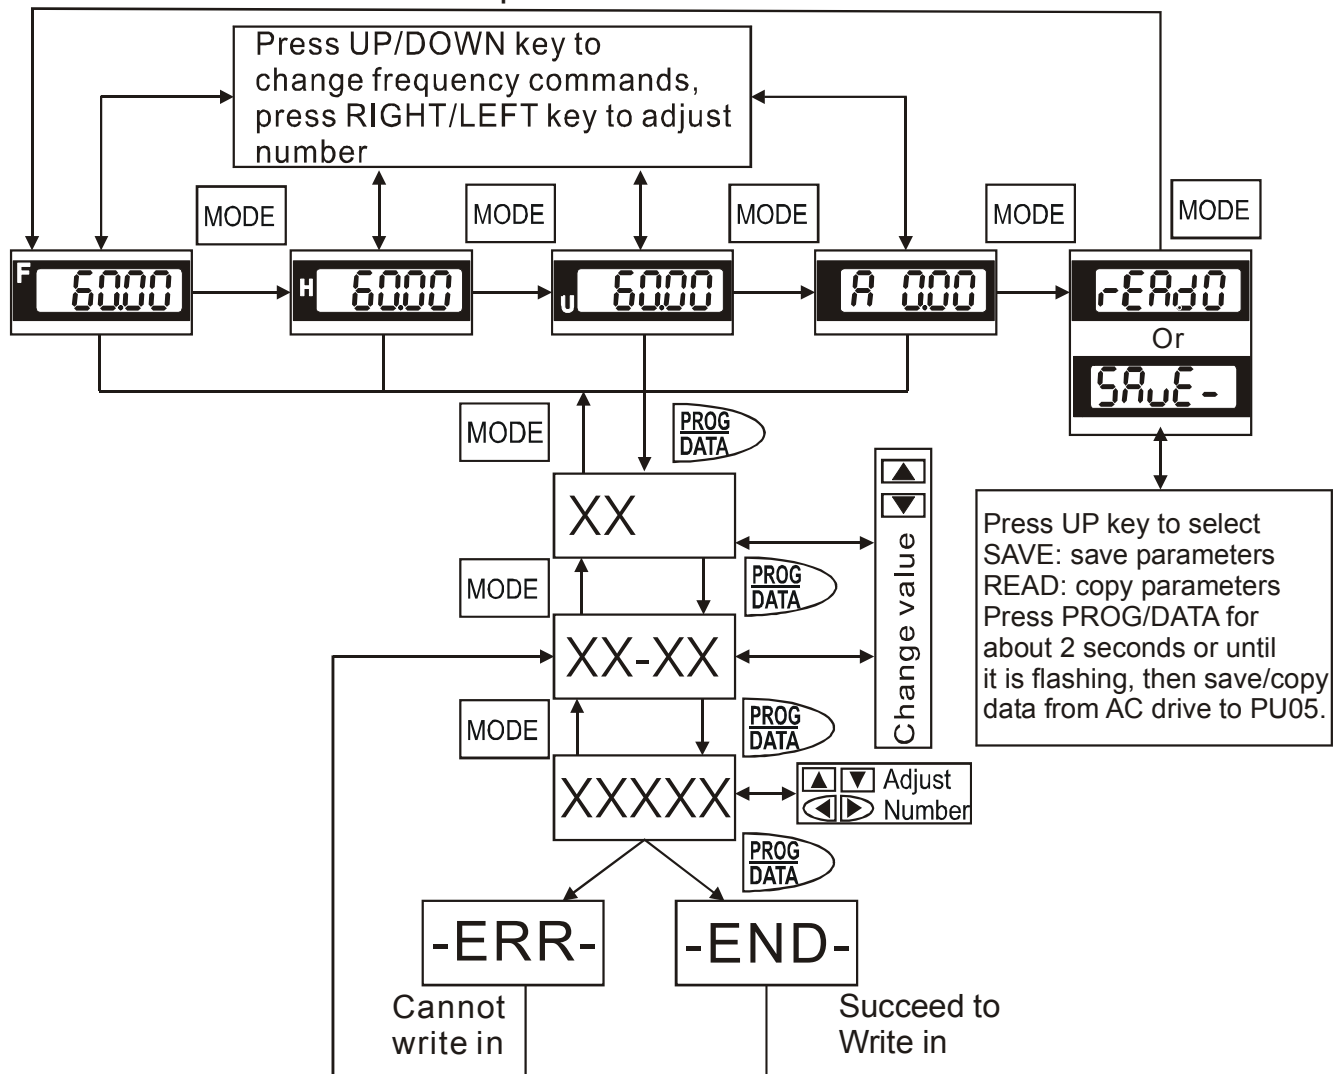 Press UP/DOWN key to
change frequency commands,
press RIGHT/LEFT key to adjust
number
MODE
MODE
MODE
MODE
MODE
F 60.00
H 60.00
U 60.00
A 0.00
rEAd0
Or
SAvE-
MODE
PROG
DATA
XX
MODE
PROG
DATA
XX-XX
MODE
PROG
DATA
XXXXX
PROG
DATA
Change value
Adjust
Number
Press UP key to select
SAVE: save parameters
READ: copy parameters
Press PROG/DATA for
about 2 seconds or until
it is flashing, then save/copy
data from AC drive to PU05.
-ERR-
-END-
Cannot
write in
Succeed to
Write in